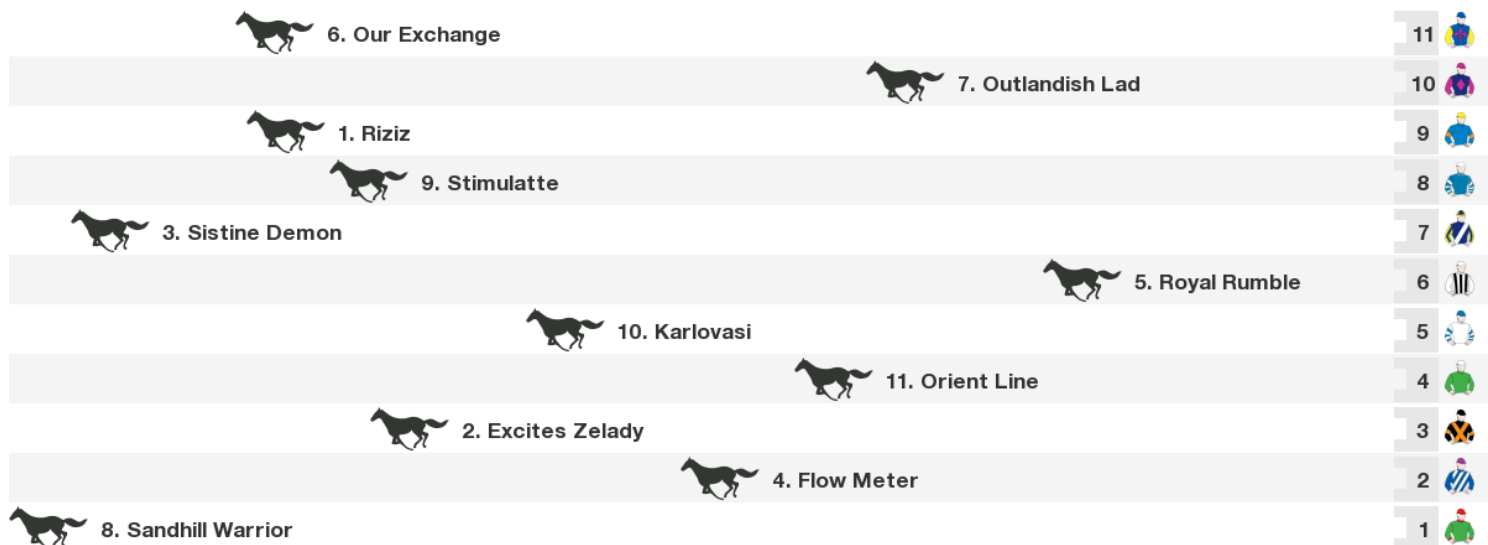 6. Our Exchange 11
7. Outlandish Lad 10
1. Riziz 9
9. Stimulatte 8
3. Sistine Demon 7
5. Royal Rumble 6
10. Karlovasi 5
11. Orient Line 4
2. Excites Zelady 3
4. Flow Meter 2
8. Sandhill Warrior 1